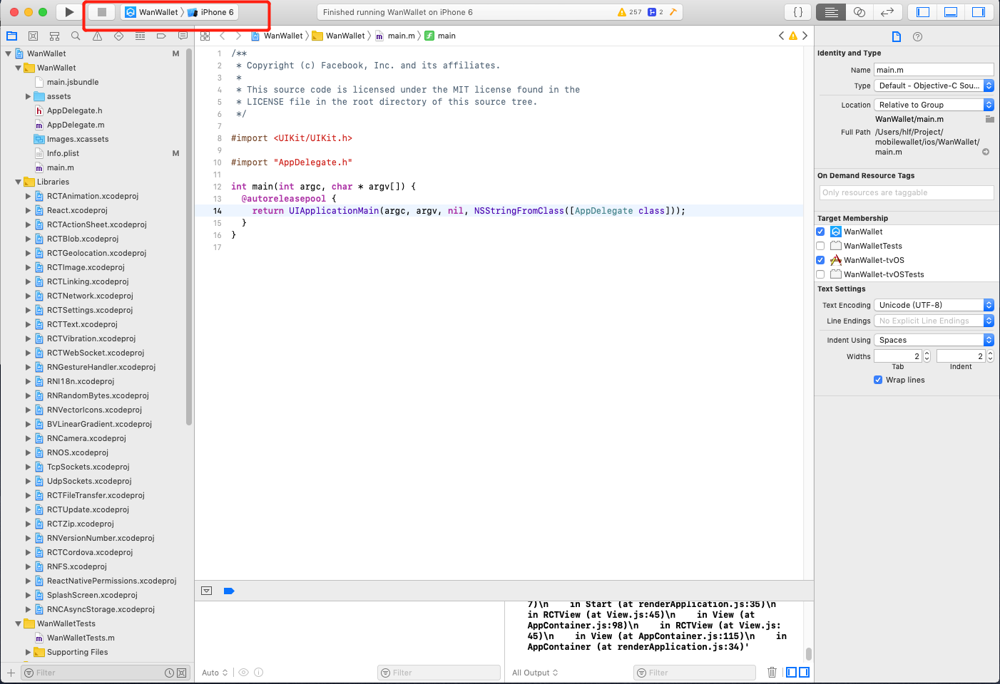 WanWallet
iPhone 6
Finished running WanWallet on iPhone 6
257
2
{ }
WanWallet
WanWallet
main.m
main
WanWallet M
WanWallet
main.jsbundle
assets
h AppDelegate.h
m AppDelegate.m
Images.xcassets
Info.plist M
m main.m
Libraries
RCTAnimation.xcodeproj
React.xcodeproj
RCTActionSheet.xcodeproj
RCTBlob.xcodeproj
RCTGeolocation.xcodeproj
RCTImage.xcodeproj
RCTLinking.xcodeproj
RCTNetwork.xcodeproj
RCTSettings.xcodeproj
RCTText.xcodeproj
RCTVibration.xcodeproj
RCTWebSocket.xcodeproj
RNGestureHandler.xcodeproj
RNI18n.xcodeproj
RNRandomBytes.xcodeproj
RNVectorIcons.xcodeproj
BVLinearGradient.xcodeproj
RNCamera.xcodeproj
RNOS.xcodeproj
TcpSockets.xcodeproj
UdpSockets.xcodeproj
RCTFileTransfer.xcodeproj
RCTUpdate.xcodeproj
RCTZip.xcodeproj
RNVersionNumber.xcodeproj
RCTCordova.xcodeproj
RNFS.xcodeproj
ReactNativePermissions.xcodeproj
SplashScreen.xcodeproj
RNCAsyncStorage.xcodeproj
WanWalletTests
m WanWalletTests.m
Supporting Files
Filter
1 /**
2 * Copyright (c) Facebook, Inc. and its affiliates.
3 *
4 * This source code is licensed under the MIT license found in the
5 * LICENSE file in the root directory of this source tree.
6 */
7
8 #import <UIKit/UIKit.h>
9
10 #import "AppDelegate.h"
11
12 int main(int argc, char * argv[]) {
13 @autoreleasepool {
14 return UIApplicationMain(argc, argv, nil, NSStringFromClass([AppDelegate class]));
15 }
16 }
17
Auto
Filter
7)\n in Start (at renderApplication.js:35)\n
in RCTView (at View.js:45)\n in View (at
AppContainer.js:98)\n in RCTView (at View.js:
45)\n in View (at AppContainer.js:115)\n in
AppContainer (at renderApplication.js:34)'
All Output
Filter
Identity and Type
Name main.m
Type Default - Objective-C Sou...
Location Relative to Group
WanWallet/main.m
Full Path /Users/hlf/Project/
mobilewallet/ios/WanWallet/
main.m
On Demand Resource Tags
Only resources are taggable
Target Membership
WanWallet
WanWalletTests
WanWallet-tvOS
WanWallet-tvOSTests
Text Settings
Text Encoding Unicode (UTF-8)
Line Endings No Explicit Line Endings
Indent Using Spaces
Widths 2 2
Tab Indent
Wrap lines